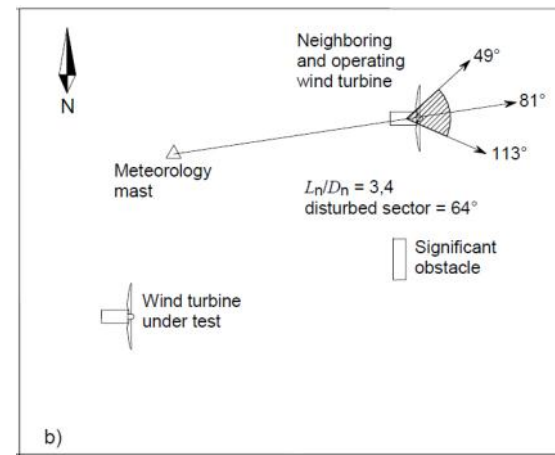 Neighboring
and operating
wind turbine
49°
81°
113°
N
Meteorology
mast
Lₙ/Dₙ = 3,4
disturbed sector = 64°
Significant
obstacle
Wind turbine
under test
b)